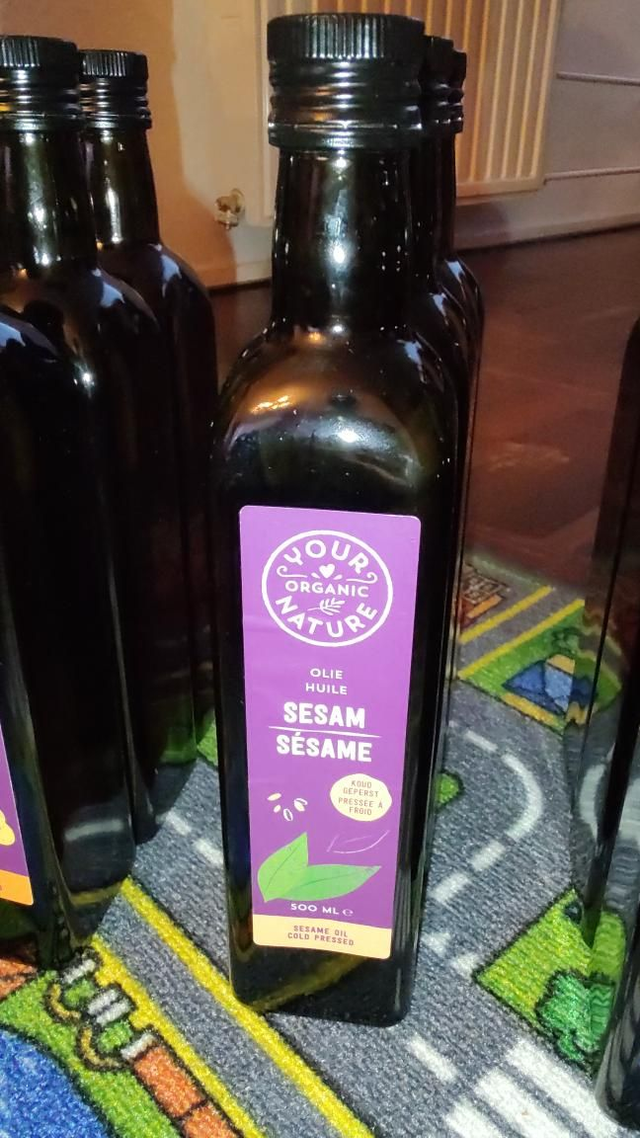 YOUR
ORGANIC
NATURE
OLIE
HUILE
SESAM
SÉSAME
KOUD
GEPERST
PRESSÉE À
FROID
500 ML ℮
SESAME OIL
COLD PRESSED